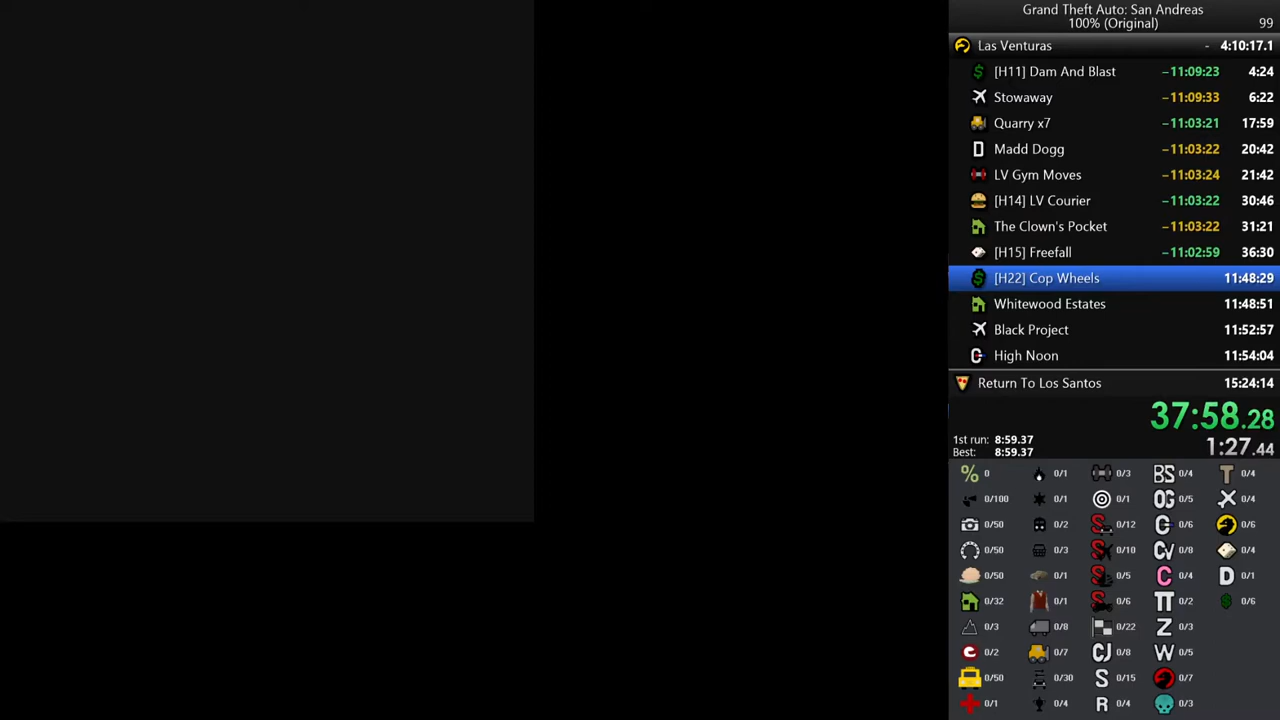 Grand Theft Auto: San Andreas
100% (Original) 99
Las Venturas - 4:10:17.1
[H11] Dam And Blast −11:09:23 4:24
Stowaway −11:09:33 6:22
Quarry x7 −11:03:21 17:59
Madd Dogg −11:03:22 20:42
LV Gym Moves −11:03:24 21:42
[H14] LV Courier −11:03:22 30:46
The Clown's Pocket −11:03:22 31:21
[H15] Freefall −11:02:59 36:30
[H22] Cop Wheels 11:48:29
Whitewood Estates 11:48:51
Black Project 11:52:57
High Noon 11:54:04
Return To Los Santos 15:24:14
37:58.28
1st run: 8:59.37
Best: 8:59.37
1:27.44
% 0 0/1 0/3 BS 0/4 T 0/4
0/100 0/1 0/1 OG 0/5 0/4
0/50 0/2 S 0/12 C 0/6 0/6
0/50 0/3 S 0/10 CV 0/8 0/4
0/50 0/1 S 0/5 C 0/4 D 0/1
0/32 0/1 S 0/6 0/2 0/6
0/3 0/8 0/22 Z 0/3
0/2 0/7 CJ 0/8 W 0/5
0/50 0/30 S 0/15 0/7
0/1 0/4 R 0/4 0/3